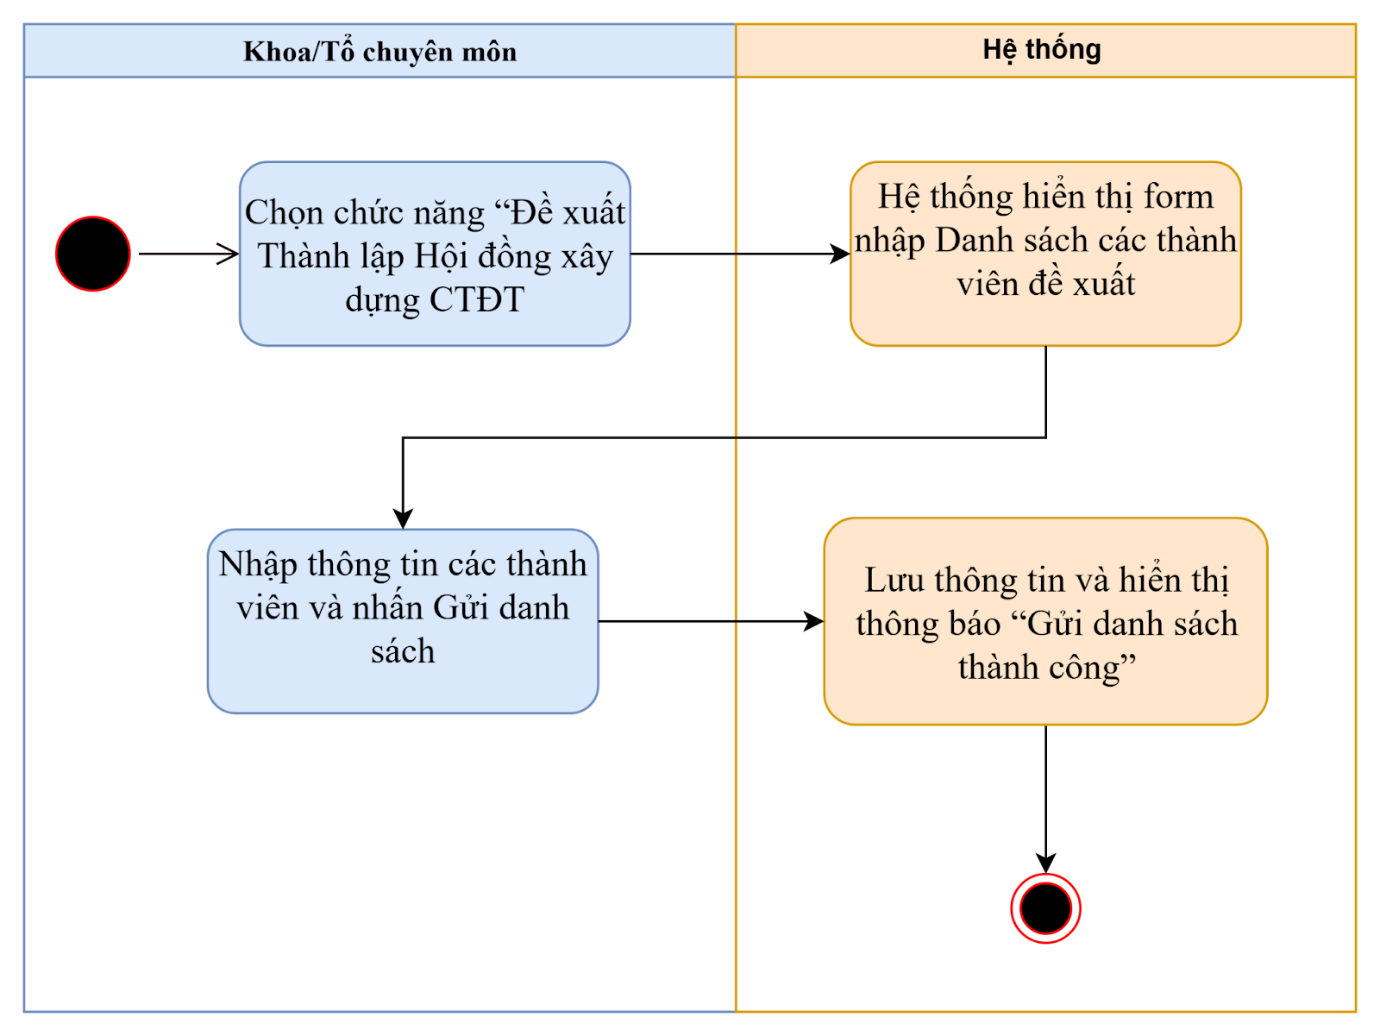 Khoa/Tổ chuyên môn
Hệ thống
Chọn chức năng “Đề xuất
Thành lập Hội đồng xây
dựng CTĐT
Hệ thống hiển thị form
nhập Danh sách các thành
viên đề xuất
Nhập thông tin các thành
viên và nhấn Gửi danh
sách
Lưu thông tin và hiển thị
thông báo “Gửi danh sách
thành công”